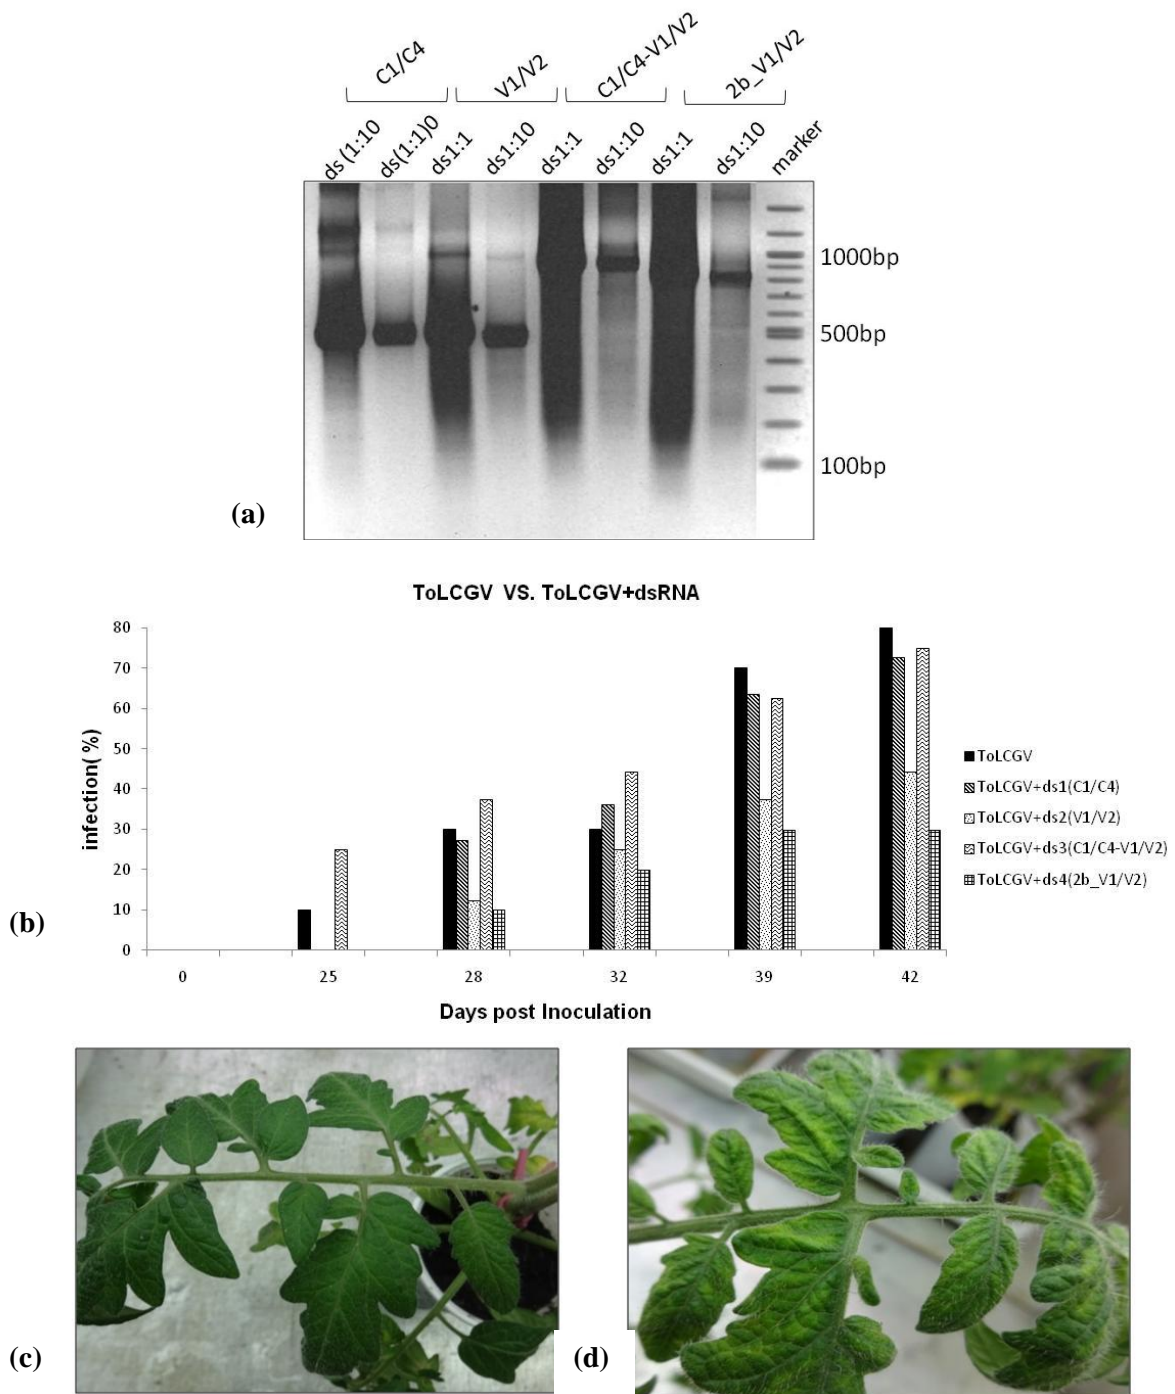 C1/C4 V1/V2 C1/C4-V1/V2 2b_V1/V2
ds (1:10 ds(1:1)0 ds1:1 ds1:10 ds1:1 ds1:10 ds1:1 ds1:10 marker
1000bp
500bp
100bp
(a)
ToLCGV VS. ToLCGV+dsRNA
80
70
60
50
40
30
20
10
0
infection(%)
0 25 28 32 39 42
Days post Inoculation
ToLCGV
ToLCGV+ds1(C1/C4)
ToLCGV+ds2(V1/V2)
ToLCGV+ds3(C1/C4-V1/V2)
ToLCGV+ds4(2b_V1/V2)
(b)
(c) (d)